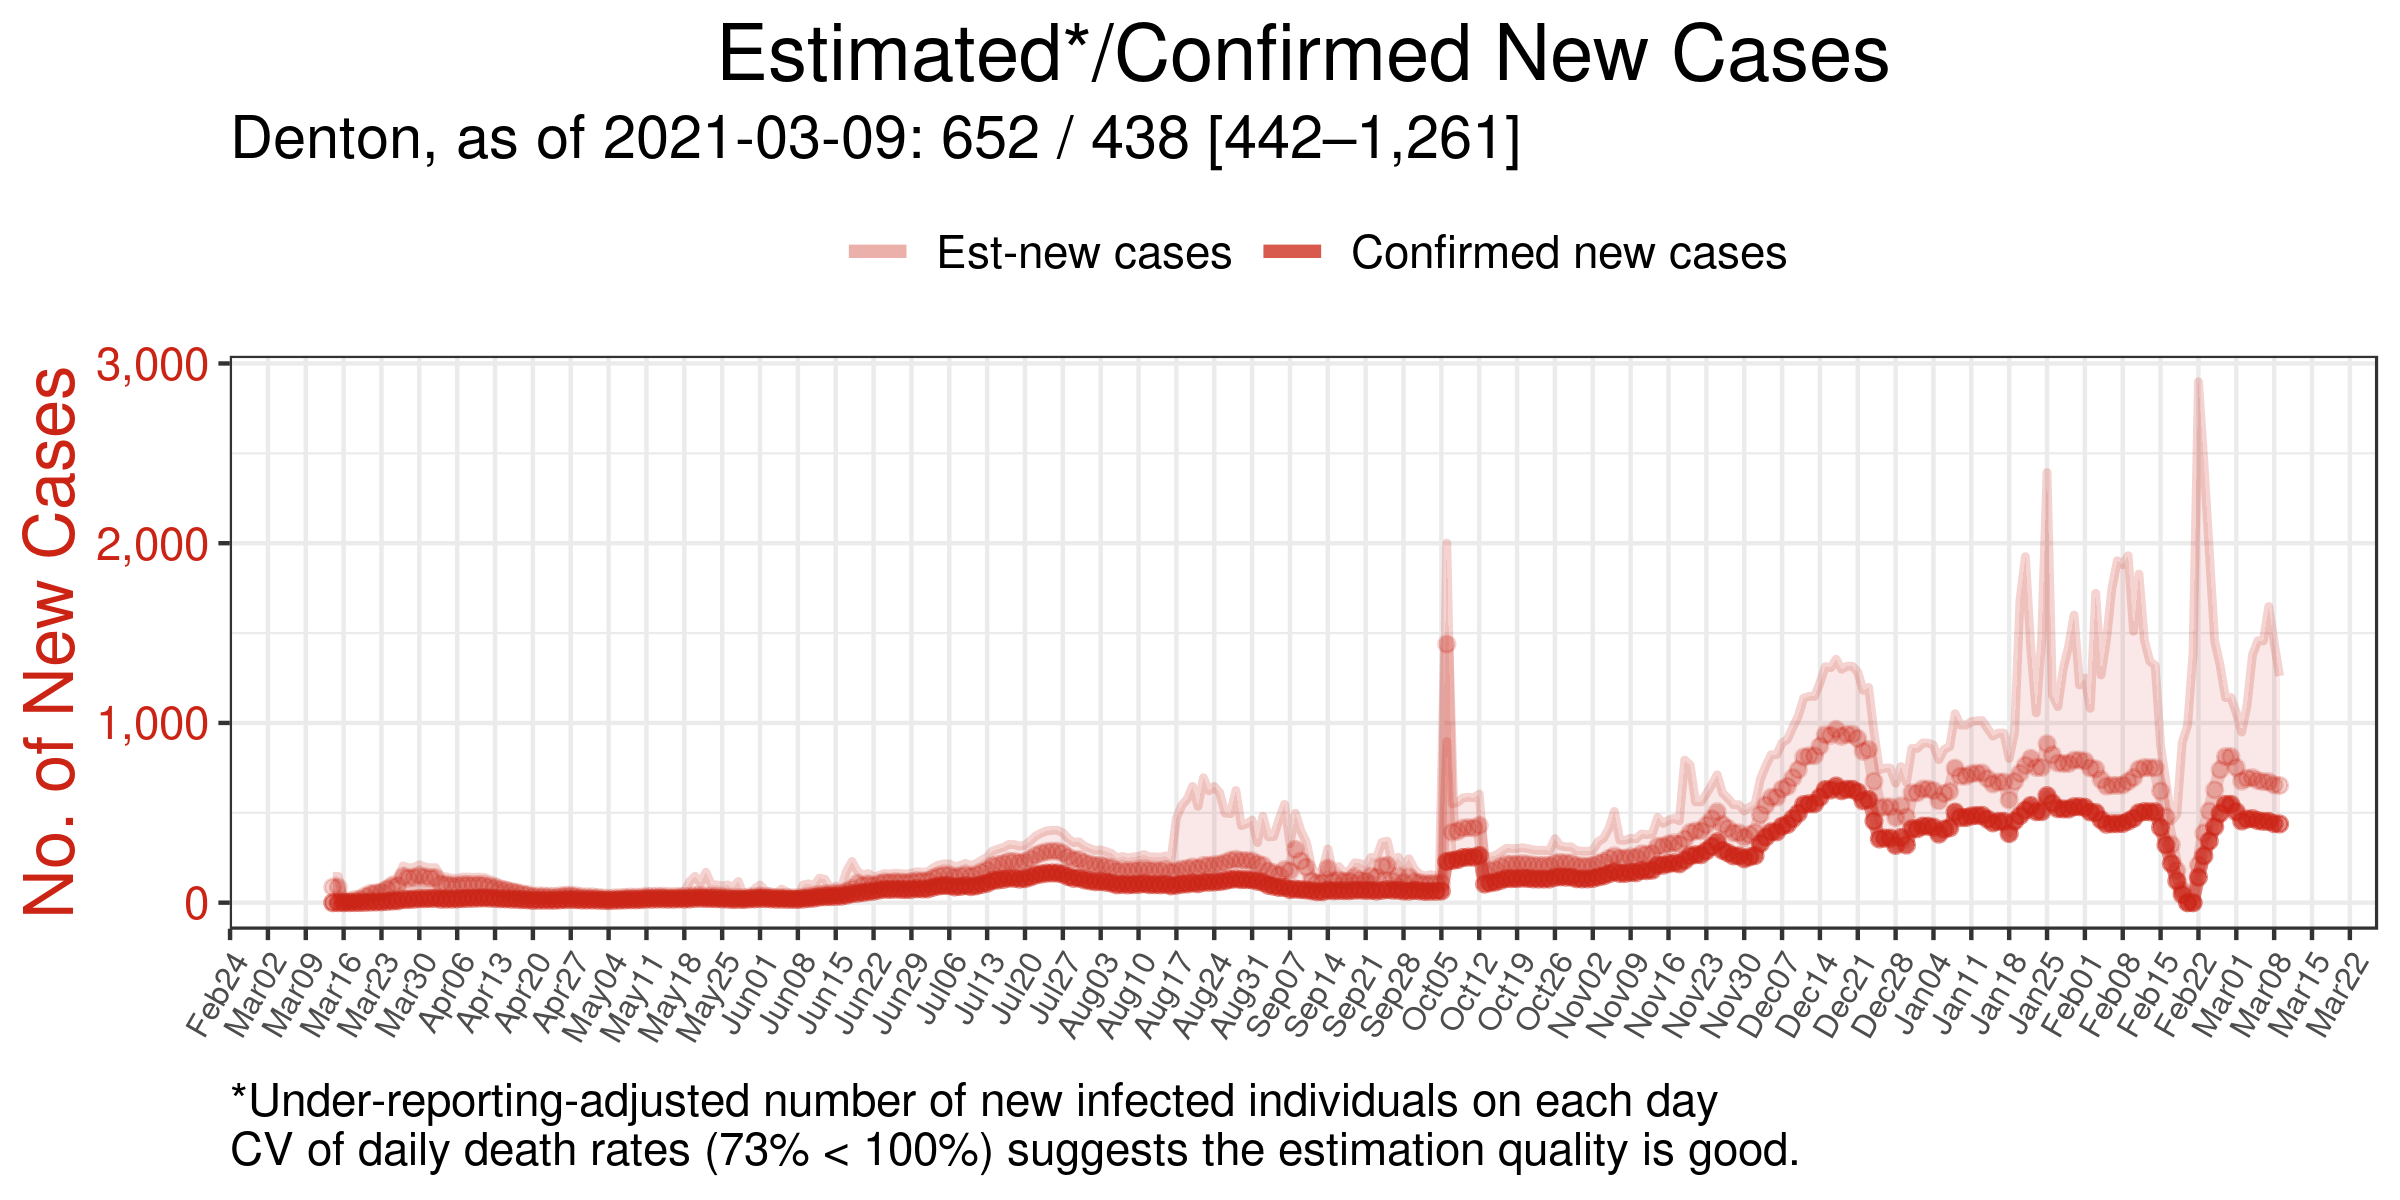 Estimated*/Confirmed New Cases
Denton, as of 2021-03-09: 652 / 438 [442–1,261]
Est-new cases Confirmed new cases
No. of New Cases
3,000
2,000
1,000
0
Feb24 Mar02 Mar09 Mar16 Mar23 Mar30 Apr06 Apr13 Apr20 Apr27 May04 May11 May18 May25 Jun01 Jun08 Jun15 Jun22 Jun29 Jul06 Jul13 Jul20 Jul27 Aug03 Aug10 Aug17 Aug24 Aug31 Sep07 Sep14 Sep21 Sep28 Oct05 Oct12 Oct19 Oct26 Nov02 Nov09 Nov16 Nov23 Nov30 Dec07 Dec14 Dec21 Dec28 Jan04 Jan11 Jan18 Jan25 Feb01 Feb08 Feb15 Feb22 Mar01 Mar08 Mar15 Mar22
*Under-reporting-adjusted number of new infected individuals on each day
CV of daily death rates (73% < 100%) suggests the estimation quality is good.